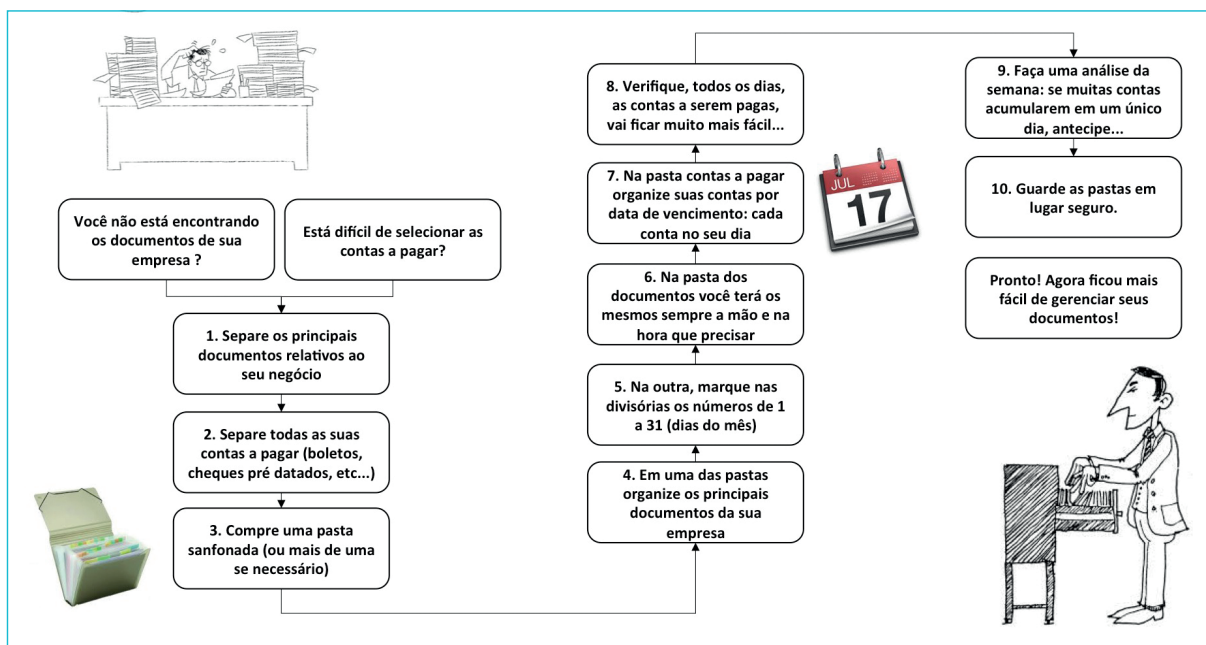 Você não está encontrando
os documentos de sua
empresa ?
Está difícil de selecionar as
contas a pagar?
1. Separe os principais
documentos relativos ao
seu negócio
2. Separe todas as suas
contas a pagar (boletos,
cheques pré datados, etc...)
3. Compre uma pasta
sanfonada (ou mais de uma
se necessário)
4. Em uma das pastas
organize os principais
documentos da sua
empresa
5. Na outra, marque nas
divisórias os números de 1
a 31 (dias do mês)
6. Na pasta dos
documentos você terá os
mesmos sempre a mão e na
hora que precisar
7. Na pasta contas a pagar
organize suas contas por
data de vencimento: cada
conta no seu dia
JUL
17
8. Verifique, todos os dias,
as contas a serem pagas,
vai ficar muito mais fácil...
9. Faça uma análise da
semana: se muitas contas
acumularem em um único
dia, antecipe...
10. Guarde as pastas em
lugar seguro.
Pronto! Agora ficou mais
fácil de gerenciar seus
documentos!